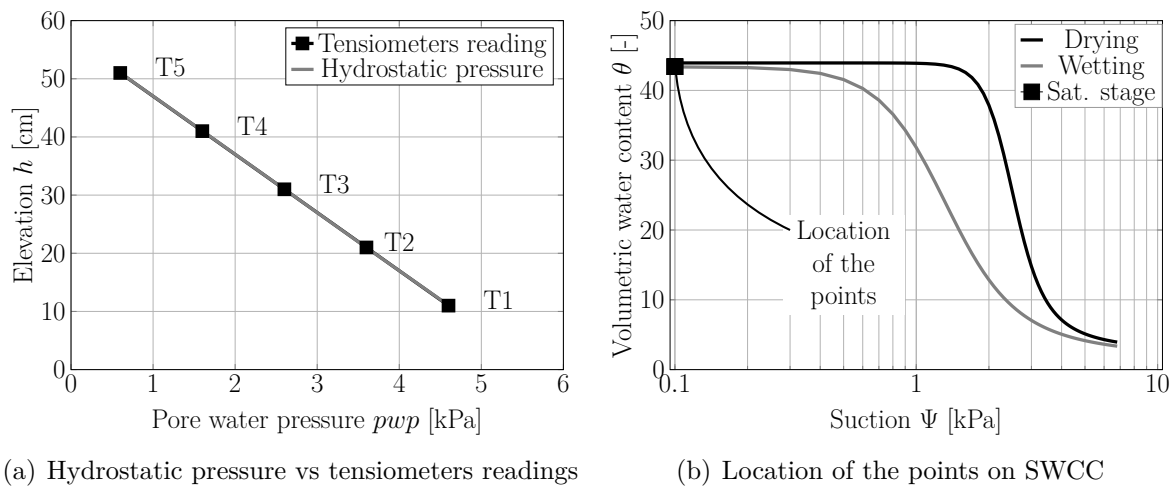 60
50
40
30
20
10
0
0 1 2 3 4 5 6
Elevation h [cm]
Pore water pressure pwp [kPa]
Tensiometers reading
Hydrostatic pressure
T5
T4
T3
T2
T1
(a) Hydrostatic pressure vs tensiometers readings
50
40
30
20
10
0
0.1 1 10
Volumetric water content θ [-]
Suction Ψ [kPa]
Drying
Wetting
Sat. stage
Location
of the
points
(b) Location of the points on SWCC